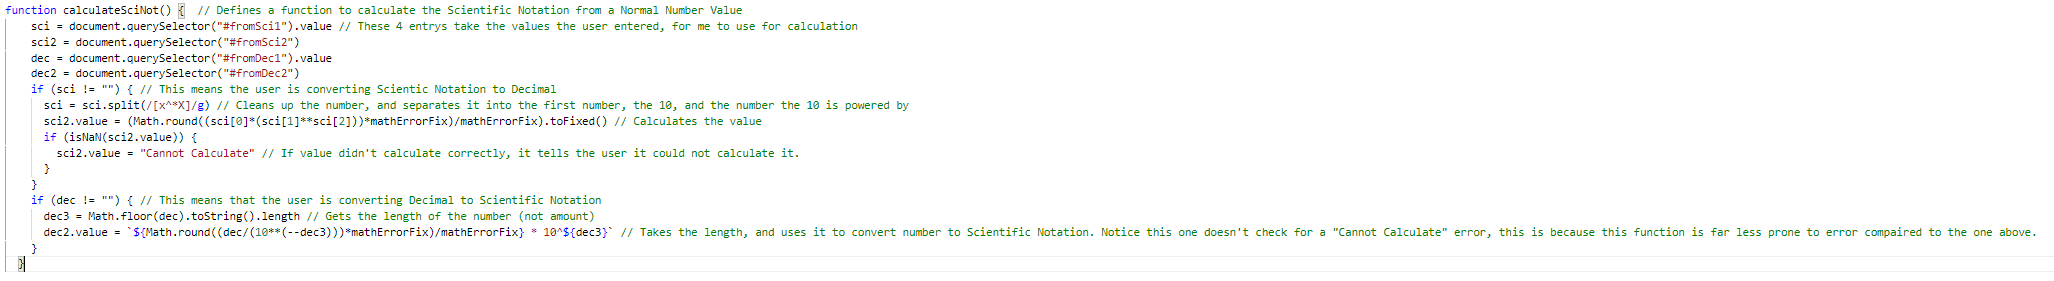 function calculateSciNot() {  // Defines a function to calculate the Scientific Notation from a Normal Number Value
sci = document.querySelector("#fromSci1").value // These 4 entrys take the values the user entered, for me to use for calculation
sci2 = document.querySelector("#fromSci2")
dec = document.querySelector("#fromDec1").value
dec2 = document.querySelector("#fromDec2")
if (sci != "") { // This means the user is converting Scientic Notation to Decimal
sci = sci.split(/[x^*X]/g) // Cleans up the number, and separates it into the first number, the 10, and the number the 10 is powered by
sci2.value = (Math.round((sci[0]*(sci[1]**sci[2]))*mathErrorFix)/mathErrorFix).toFixed() // Calculates the value
if (isNaN(sci2.value)) {
sci2.value = "Cannot Calculate" // If value didn't calculate correctly, it tells the user it could not calculate it.
}
}
if (dec != "") { // This means that the user is converting Decimal to Scientific Notation
dec3 = Math.floor(dec).toString().length // Gets the length of the number (not amount)
dec2.value = `${Math.round((dec/(10**(--dec3)))*mathErrorFix)/mathErrorFix} * 10^${dec3}` // Takes the length, and uses it to convert number to Scientific Notation. Notice this one doesn't check for a "Cannot Calculate" error, this is because this function is far less prone to error compaired to the one above.
}
}